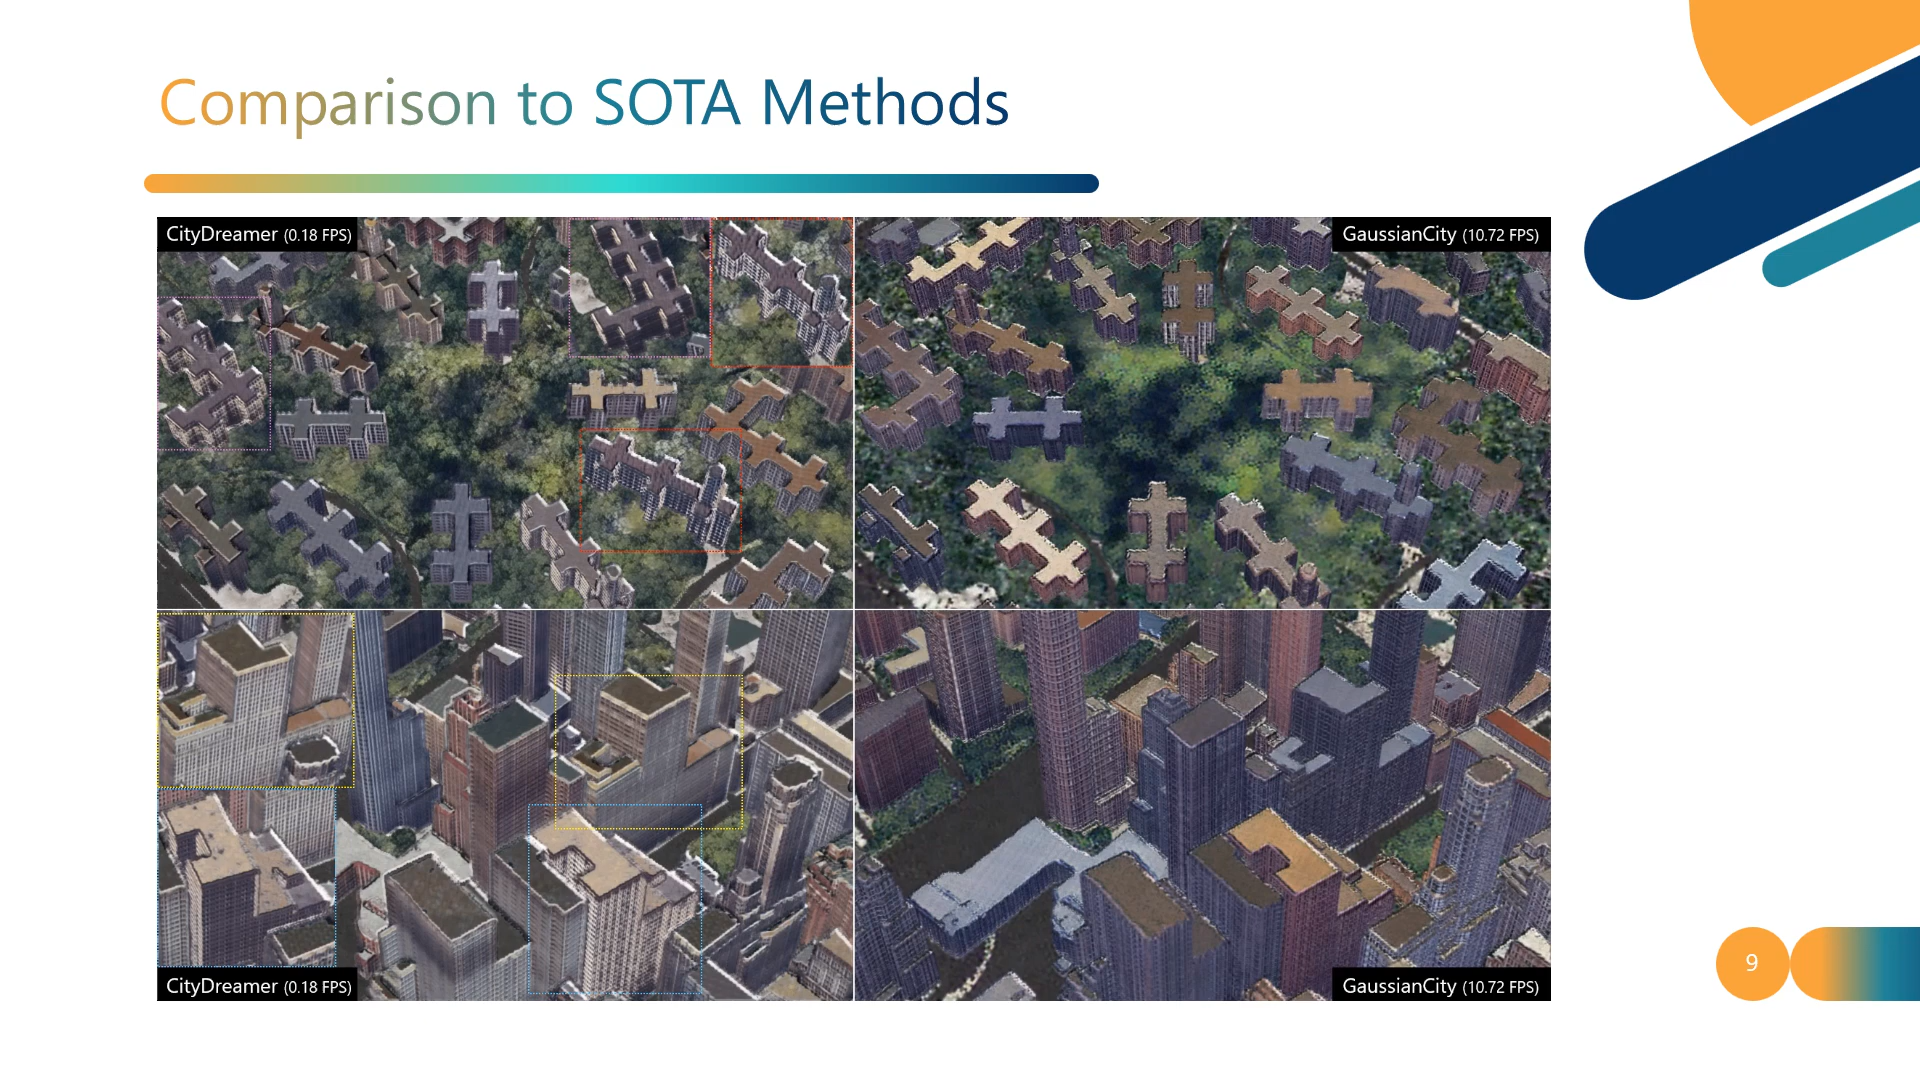 Comparison to SOTA Methods
CityDreamer (0.18 FPS)
GaussianCity (10.72 FPS)
CityDreamer (0.18 FPS)
GaussianCity (10.72 FPS)
9